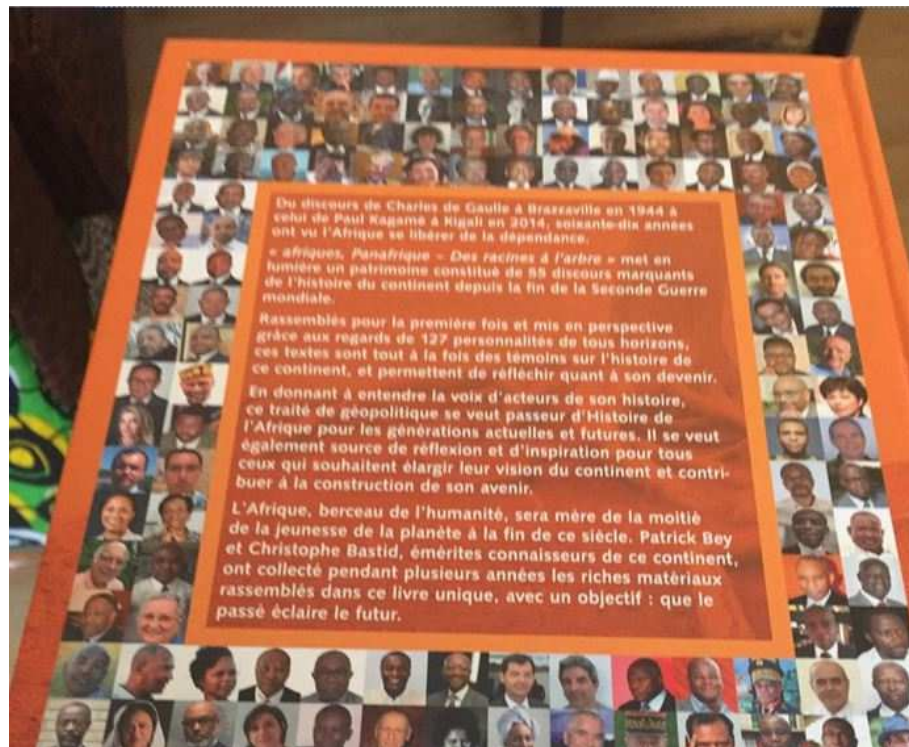 Du discours de Charles de Gaulle à Brazzaville en 1944 à
celui de Paul Kagamé à Kigali en 2014, soixante-dix années
ont vu l'Afrique se libérer de la dépendance.
« afriques, Panafrique – Des racines à l'arbre » met en
lumière un patrimoine constitué de 55 discours marquants
de l'histoire du continent depuis la fin de la Seconde Guerre
mondiale.
Rassemblés pour la première fois et mis en perspective
grâce aux regards de 127 personnalités de tous horizons,
ces textes sont tout à la fois des témoins sur l'histoire de
ce continent, et permettent de réfléchir quant à son devenir.
En donnant à entendre la voix d'acteurs de son histoire,
ce traité de géopolitique se veut passeur d'Histoire de
l'Afrique pour les générations actuelles et futures. Il se veut
également source de réflexion et d'inspiration pour tous
ceux qui souhaitent élargir leur vision du continent et contri-
buer à la construction de son avenir.
L'Afrique, berceau de l'humanité, sera mère de la moitié
de la jeunesse de la planète à la fin de ce siècle. Patrick Bey
et Christophe Bastid, émérites connaisseurs de ce continent,
ont collecté pendant plusieurs années les riches matériaux
rassemblés dans ce livre unique, avec un objectif : que le
passé éclaire le futur.